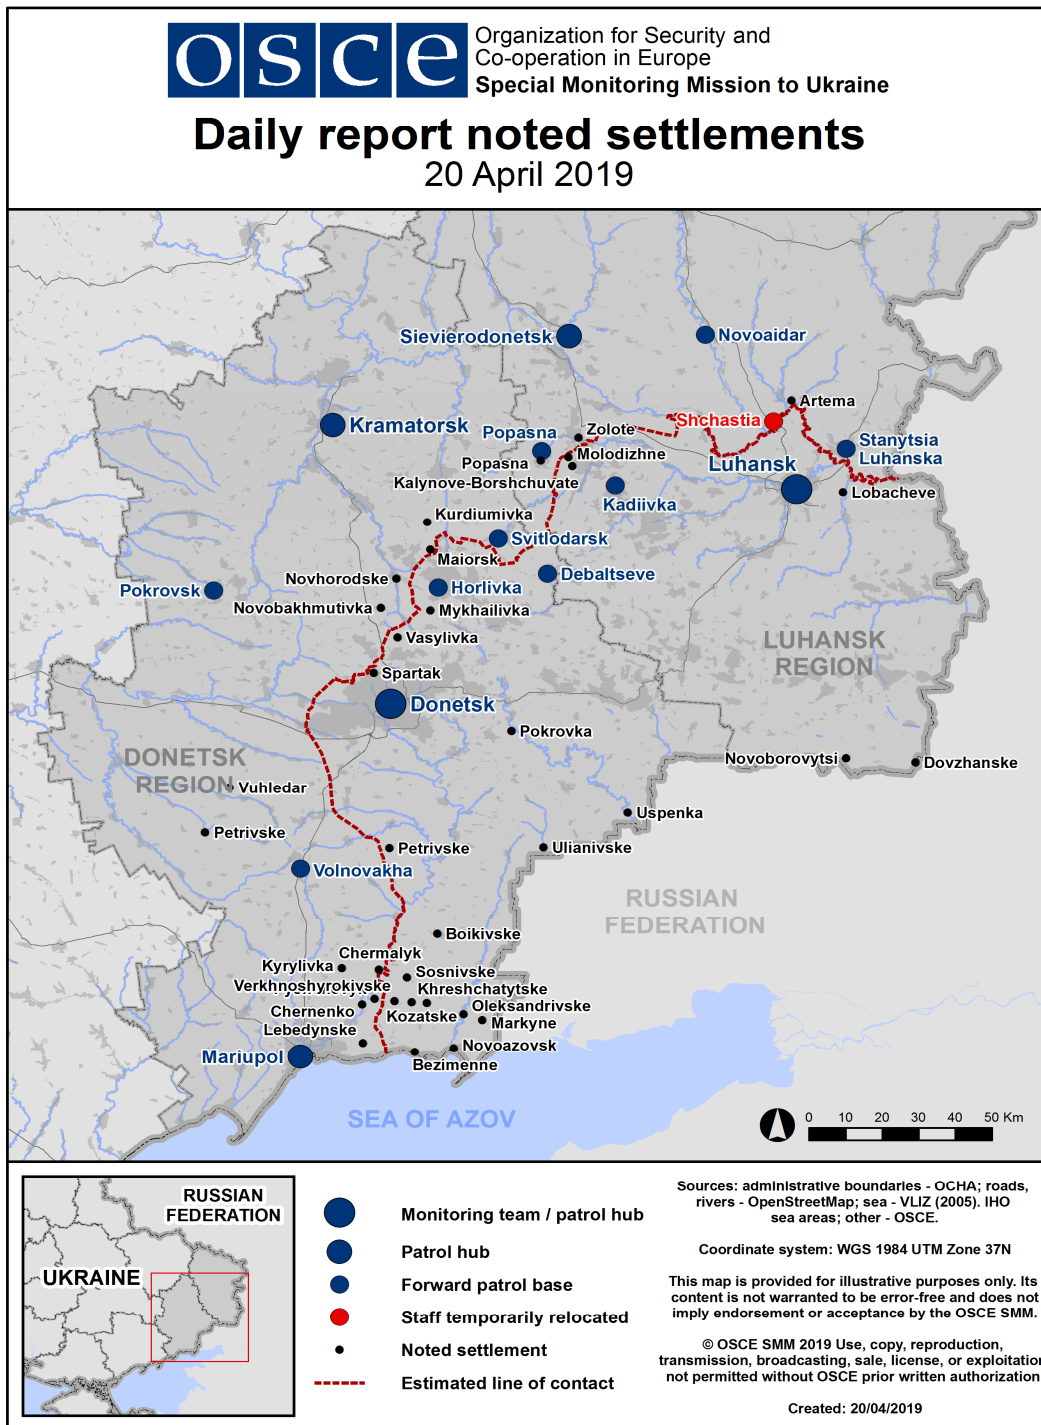 OSCE
Organization for Security and
Co-operation in Europe
Special Monitoring Mission to Ukraine
Daily report noted settlements
20 April 2019
Sievierodonetsk
Novoaidar
Artema
Shchastia
Kramatorsk
Zolote
Popasna
Stanytsia
Luhanska
Molodizhne
Popasna
Luhansk
Kalynove-Borshchuvate
Lobacheve
Kadiivka
Kurdiumivka
Svitlodarsk
Maiorsk
Debaltseve
Novhorodske
Horlivka
Pokrovsk
Novobakhmutivka
Mykhailivka
Vasylivka
LUHANSK
REGION
Spartak
Donetsk
Pokrovka
DONETSK
REGION
Novoborovytsi
Dovzhanske
Vuhledar
Uspenka
Petrivske
Petrivske
Ulianivske
Volnovakha
RUSSIAN
FEDERATION
Boikivske
Chermalyk
Kyrylivka
Sosnivske
Verkhnoshyrokivske
Khreshchatytske
Chernenko
Kozatske
Oleksandrivske
Markyne
Lebedynske
Novoazovsk
Mariupol
Bezimenne
SEA OF AZOV
0 10 20 30 40 50 Km
RUSSIAN
FEDERATION
UKRAINE
Monitoring team / patrol hub
Patrol hub
Forward patrol base
Staff temporarily relocated
Noted settlement
Estimated line of contact
Sources: administrative boundaries - OCHA; roads,
rivers - OpenStreetMap; sea - VLIZ (2005). IHO
sea areas; other - OSCE.
Coordinate system: WGS 1984 UTM Zone 37N
This map is provided for illustrative purposes only. Its
content is not warranted to be error-free and does not
imply endorsement or acceptance by the OSCE SMM.
© OSCE SMM 2019 Use, copy, reproduction,
transmission, broadcasting, sale, license, or exploitation
not permitted without OSCE prior written authorization
Created: 20/04/2019